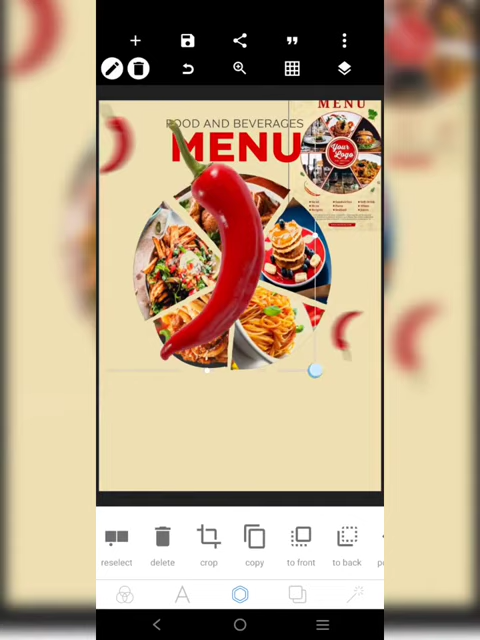 FOOD AND BEVERAGES
MENU
MENU
Your
Logo
reselect
delete
crop
copy
to front
to back